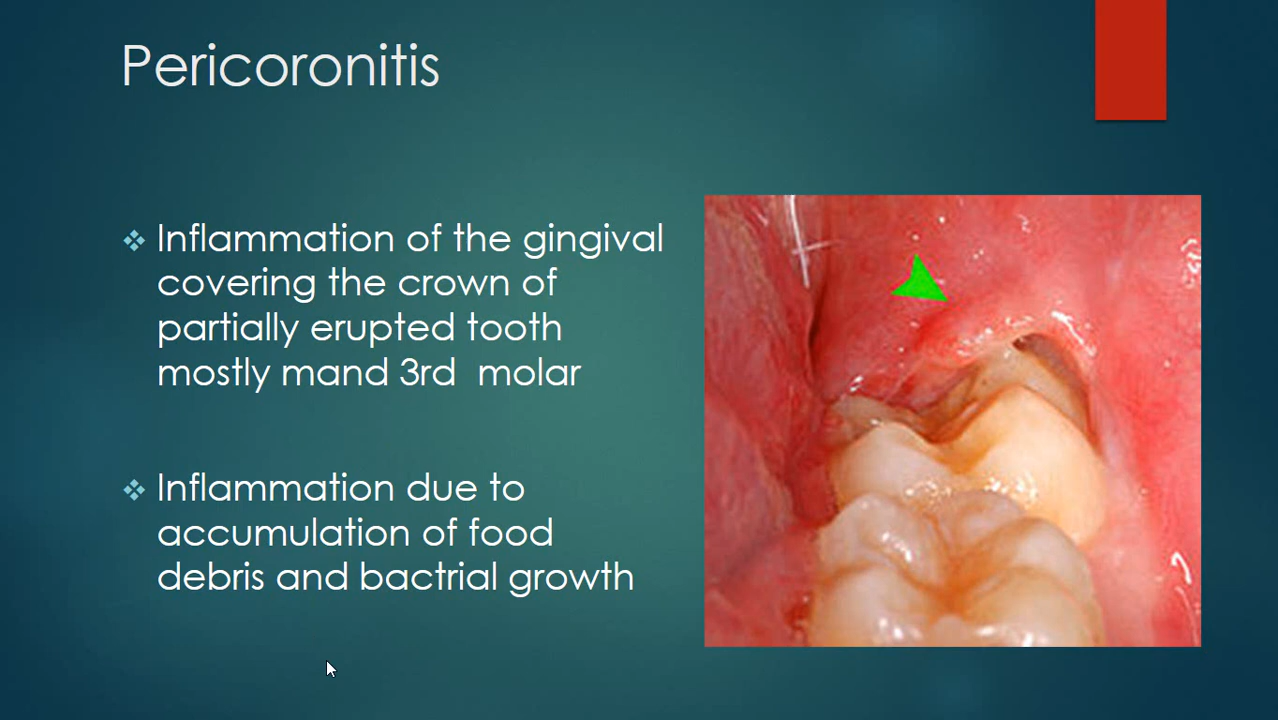 Pericoronitis
Inflammation of the gingival
covering the crown of
partially erupted tooth
mostly mand 3rd molar
Inflammation due to
accumulation of food
debris and bactrial growth